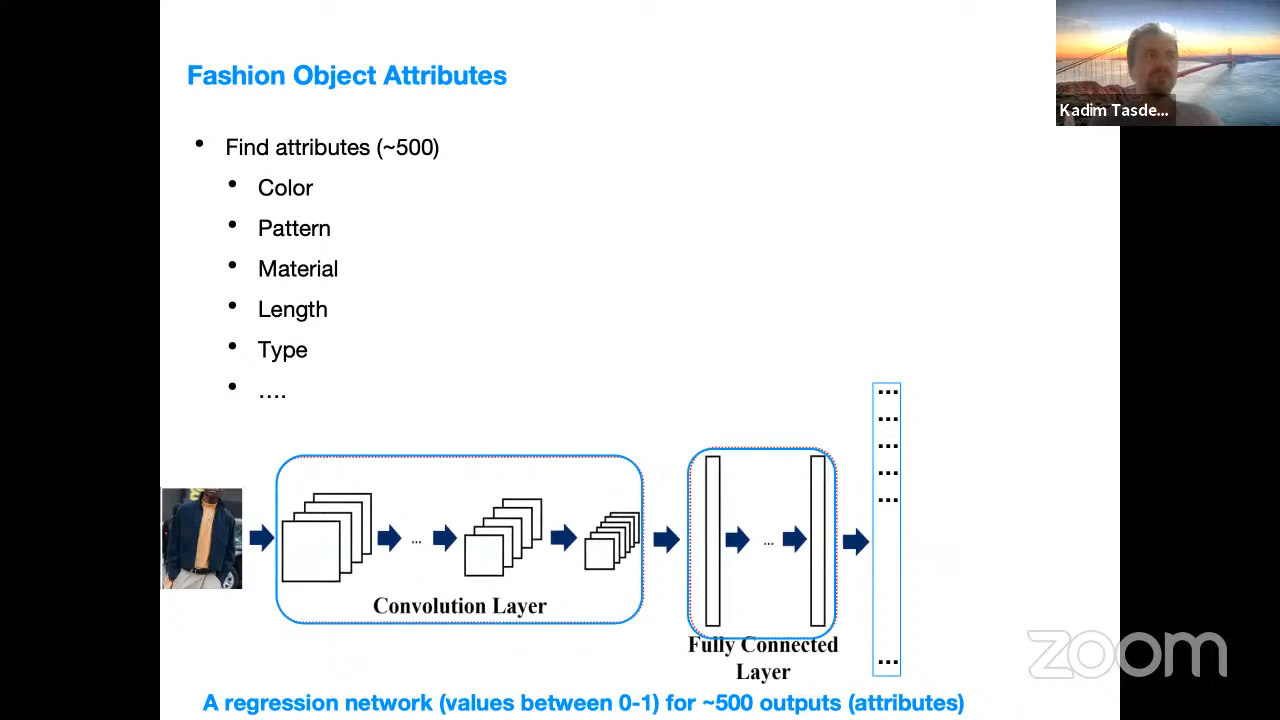 Fashion Object Attributes
Kadim Tasde...
• Find attributes (~500)
• Color
• Pattern
• Material
• Length
• Type
• ....
...
...
...
...
...
...
...
Convolution Layer
Fully Connected
Layer
...
zoom
A regression network (values between 0-1) for ~500 outputs (attributes)